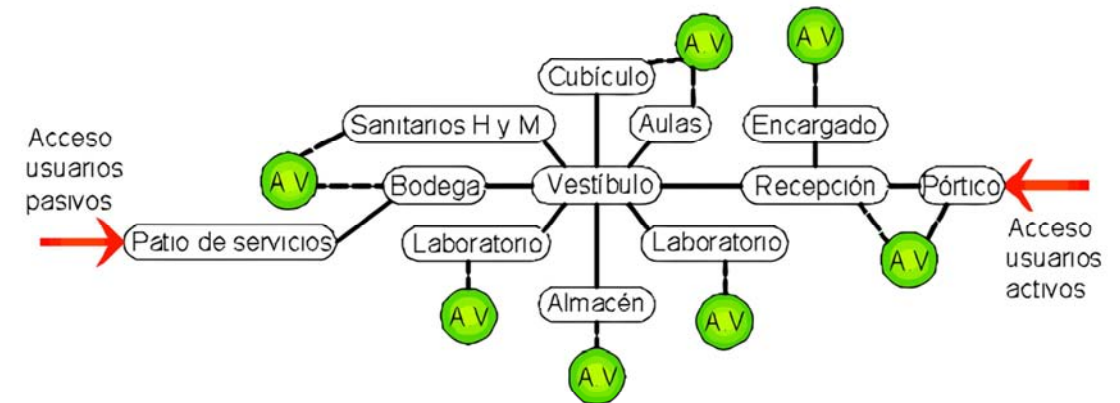 A.V
A.V
Cubículo
Sanitarios H y M
Aulas
Encargado
Acceso
usuarios
pasivos
A.V
Bodega
Vestíbulo
Recepción
Pórtico
Patio de servicios
Laboratorio
Laboratorio
Acceso
usuarios
activos
A.V
A.V
Almacén
A.V
A.V